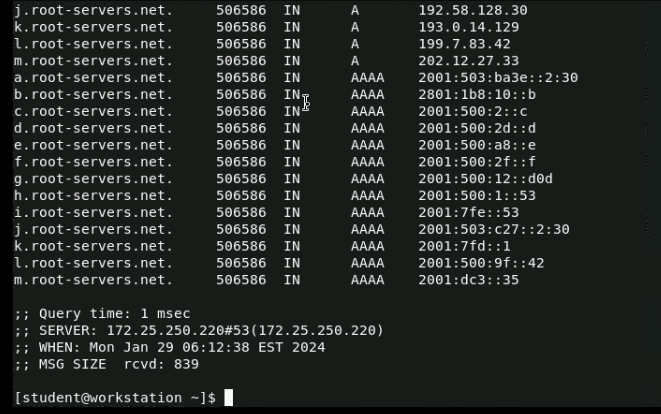 j.root-servers.net.     506586  IN      A       192.58.128.30
k.root-servers.net.     506586  IN      A       193.0.14.129
l.root-servers.net.     506586  IN      A       199.7.83.42
m.root-servers.net.     506586  IN      A       202.12.27.33
a.root-servers.net.     506586  IN      AAAA    2001:503:ba3e::2:30
b.root-servers.net.     506586  IN      AAAA    2801:1b8:10::b
c.root-servers.net.     506586  IN      AAAA    2001:500:2::c
d.root-servers.net.     506586  IN      AAAA    2001:500:2d::d
e.root-servers.net.     506586  IN      AAAA    2001:500:a8::e
f.root-servers.net.     506586  IN      AAAA    2001:500:2f::f
g.root-servers.net.     506586  IN      AAAA    2001:500:12::d0d
h.root-servers.net.     506586  IN      AAAA    2001:500:1::53
i.root-servers.net.     506586  IN      AAAA    2001:7fe::53
j.root-servers.net.     506586  IN      AAAA    2001:503:c27::2:30
k.root-servers.net.     506586  IN      AAAA    2001:7fd::1
l.root-servers.net.     506586  IN      AAAA    2001:500:9f::42
m.root-servers.net.     506586  IN      AAAA    2001:dc3::35
;; Query time: 1 msec
;; SERVER: 172.25.250.220#53(172.25.250.220)
;; WHEN: Mon Jan 29 06:12:38 EST 2024
;; MSG SIZE  rcvd: 839
[student@workstation ~]$